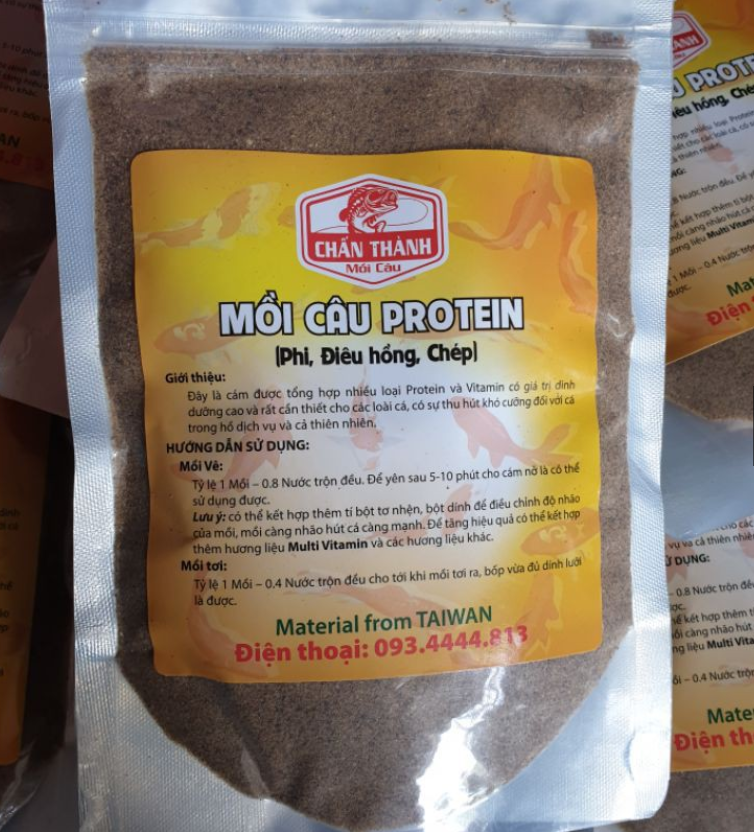 CHẤN THÀNH
Mồi Câu
MỒI CÂU PROTEIN
(Phi, Điêu hồng, Chép)
Giới thiệu:
Đây là cám được tổng hợp nhiều loại Protein và Vitamin có giá trị dinh
dưỡng cao và rất cần thiết cho các loài cá, có sự thu hút khó cưỡng đối với cá
trong hồ dịch vụ và cả thiên nhiên.
HƯỚNG DẪN SỬ DỤNG:
Mồi Vê:
Tỷ lệ 1 Mồi – 0.8 Nước trộn đều. Để yên sau 5-10 phút cho cám nở là có thể
sử dụng được.
Lưu ý: có thể kết hợp thêm tí bột tơ nhện, bột dính để điều chỉnh độ nhão
của mồi, mồi càng nhão hút cá càng mạnh. Để tăng hiệu quả có thể kết hợp
thêm hương liệu Multi Vitamin và các hương liệu khác.
Mồi tơi:
Tỷ lệ 1 Mồi – 0.4 Nước trộn đều cho tới khi mồi tơi ra, bốp vừa đủ dính lưỡi
là được.
Material from TAIWAN
Điện thoại: 093.4444.813